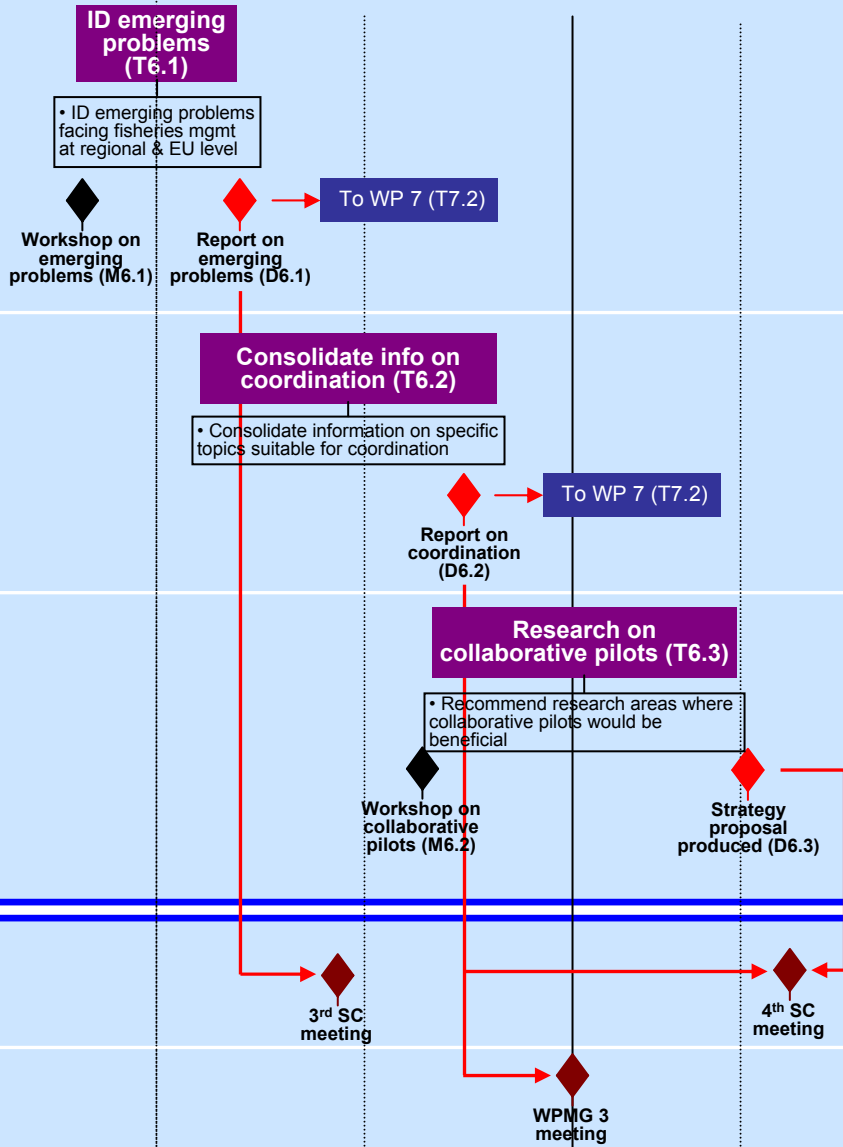 ID emerging
problems
(T6.1)
• ID emerging problems
facing fisheries mgmt
at regional & EU level
To WP 7 (T7.2)
Workshop on
emerging
problems (M6.1)
Report on
emerging
problems (D6.1)
Consolidate info on
coordination (T6.2)
• Consolidate information on specific
topics suitable for coordination
To WP 7 (T7.2)
Report on
coordination
(D6.2)
Research on
collaborative pilots (T6.3)
• Recommend research areas where
collaborative pilots would be
beneficial
Workshop on
collaborative
pilots (M6.2)
Strategy
proposal
produced (D6.3)
3rd SC
meeting
4th SC
meeting
WPMG 3
meeting